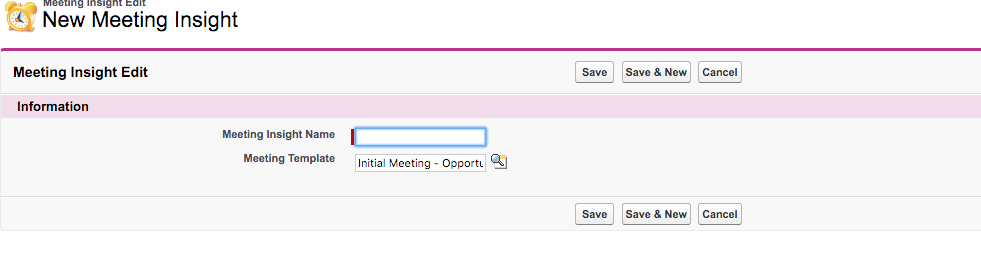 Meeting Insight Edit
New Meeting Insight
Meeting Insight Edit Save Save & New Cancel
Information
Meeting Insight Name
Meeting Template Initial Meeting - Opportu
Save Save & New Cancel